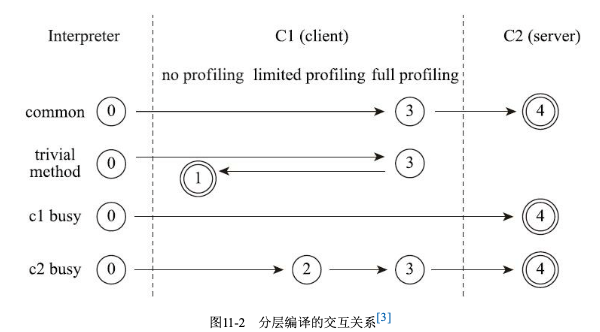 Interpreter C1 (client) C2 (server)
no profiling limited profiling full profiling
common 0 3 4
trivial
method 0 1 3
c1 busy 0 4
c2 busy 0 2 3 4
图11-2 分层编译的交互关系[3]